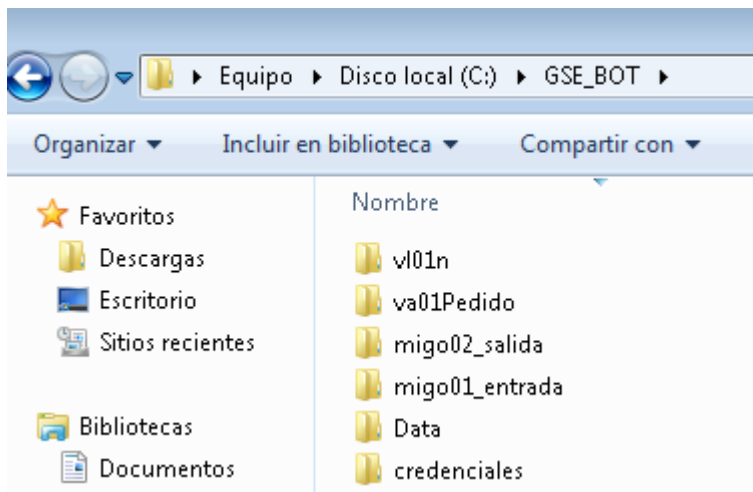 Equipo Disco local (C:) GSE_BOT
Organizar Incluir en biblioteca Compartir con
Favoritos
Descargas
Escritorio
Sitios recientes
Bibliotecas
Documentos
Nombre
vl01n
va01Pedido
migo02_salida
migo01_entrada
Data
credenciales